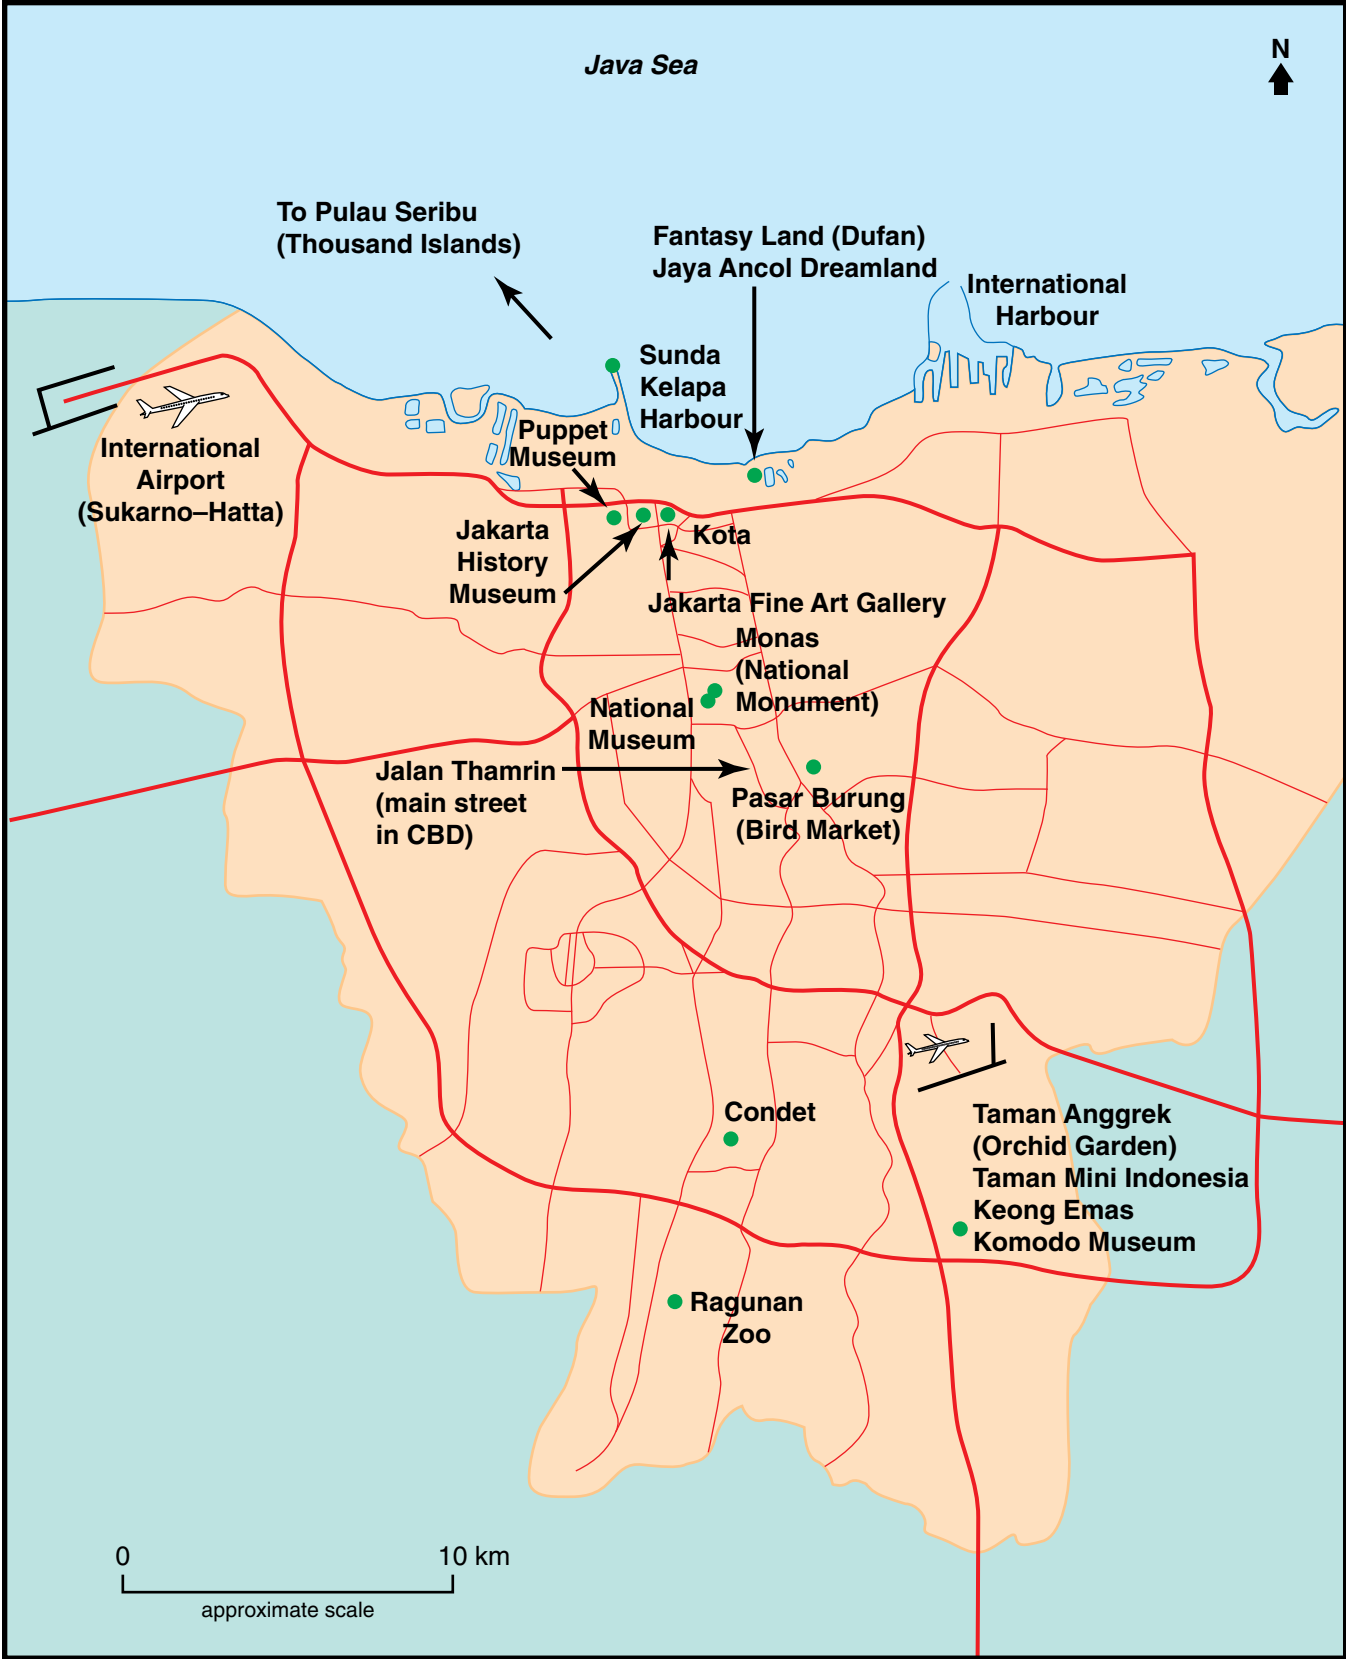 Java Sea
N
To Pulau Seribu
(Thousand Islands)
Fantasy Land (Dufan)
Jaya Ancol Dreamland
International
Harbour
Sunda
Kelapa
Harbour
Puppet
Museum
International
Airport
(Sukarno–Hatta)
Jakarta
History
Museum
Kota
Jakarta Fine Art Gallery
Monas
(National
Monument)
National
Museum
Jalan Thamrin
(main street
in CBD)
Pasar Burung
(Bird Market)
Condet
Taman Anggrek
(Orchid Garden)
Taman Mini Indonesia
Keong Emas
Komodo Museum
Ragunan
Zoo
0 10 km
approximate scale